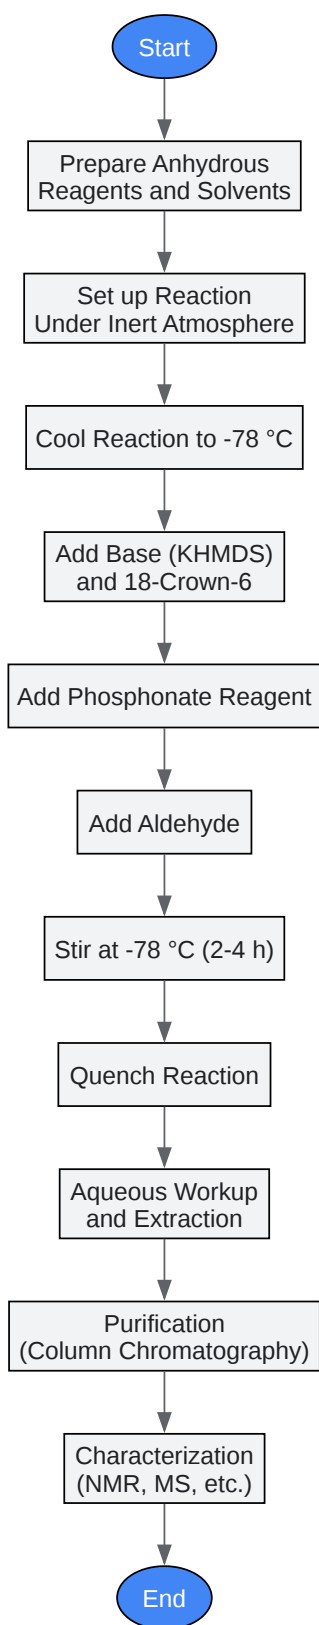 Start
Prepare Anhydrous
Reagents and Solvents
Set up Reaction
Under Inert Atmosphere
Cool Reaction to -78 °C
Add Base (KHMDS)
and 18-Crown-6
Add Phosphonate Reagent
Add Aldehyde
Stir at -78 °C (2-4 h)
Quench Reaction
Aqueous Workup
and Extraction
Purification
(Column Chromatography)
Characterization
(NMR, MS, etc.)
End